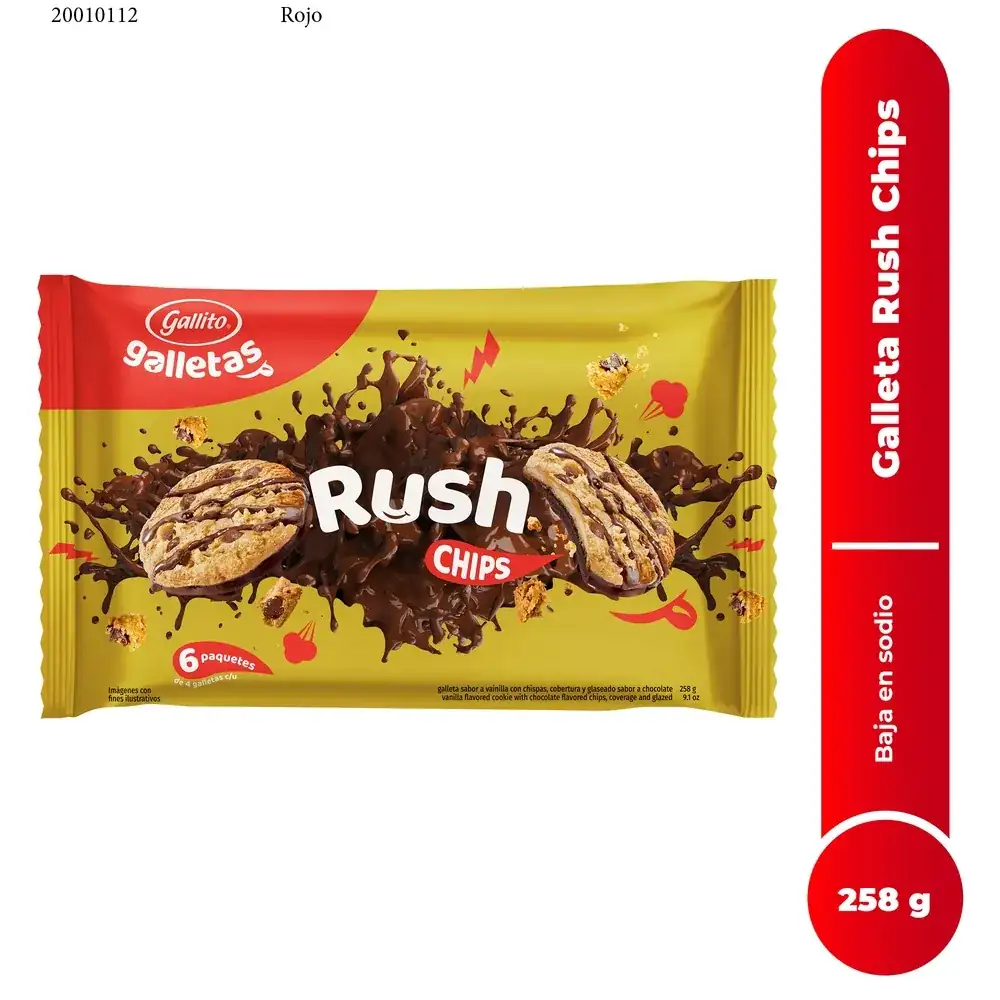 20010112 Rojo
Gallito®
galletas
Rush
CHIPS
6 paquetes
de 4 galletas c/u
Imágenes con
fines ilustrativos
galleta sabor a vainilla con chispas, cobertura y glaseado sabor a chocolate 258 g
vanilla flavored cookie with chocolate flavored chips, coverage and glazed 9.1 oz
Galleta Rush Chips
Baja en sodio
258 g